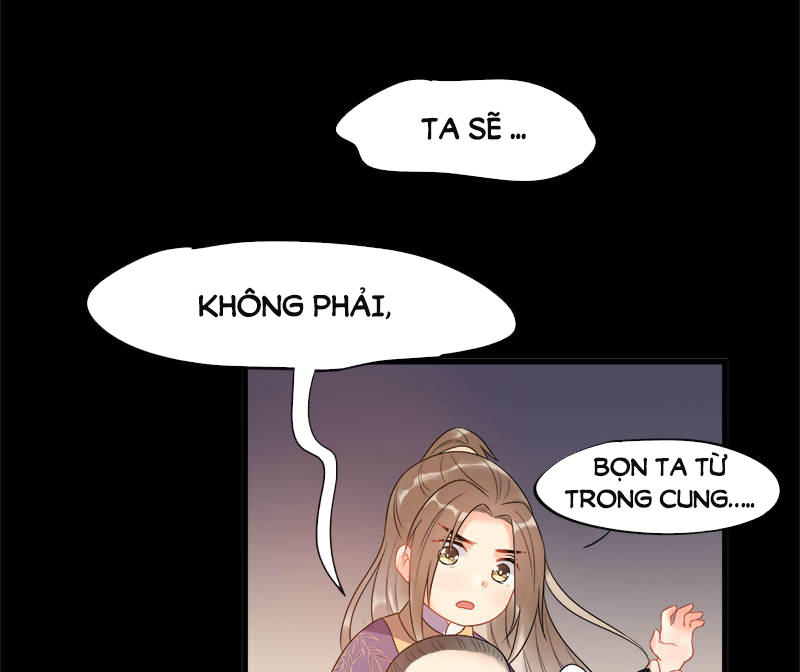 TA SẼ ...
KHÔNG PHẢI,
BỌN TA TỪ
TRONG CUNG.....